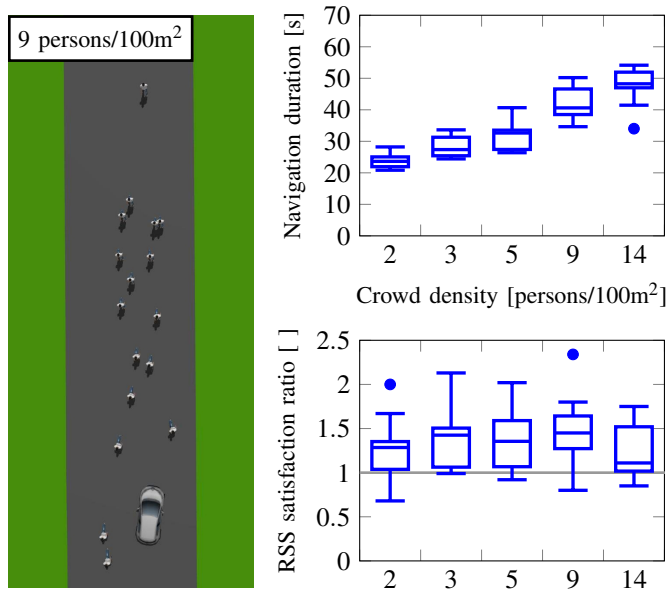 9 persons/100m²
Navigation duration [s]
70
60
50
40
30
20
10
0
2 3 5 9 14
Crowd density [persons/100m²]
RSS satisfaction ratio [ ]
2.5
2
1.5
1
0.5
0
2 3 5 9 14